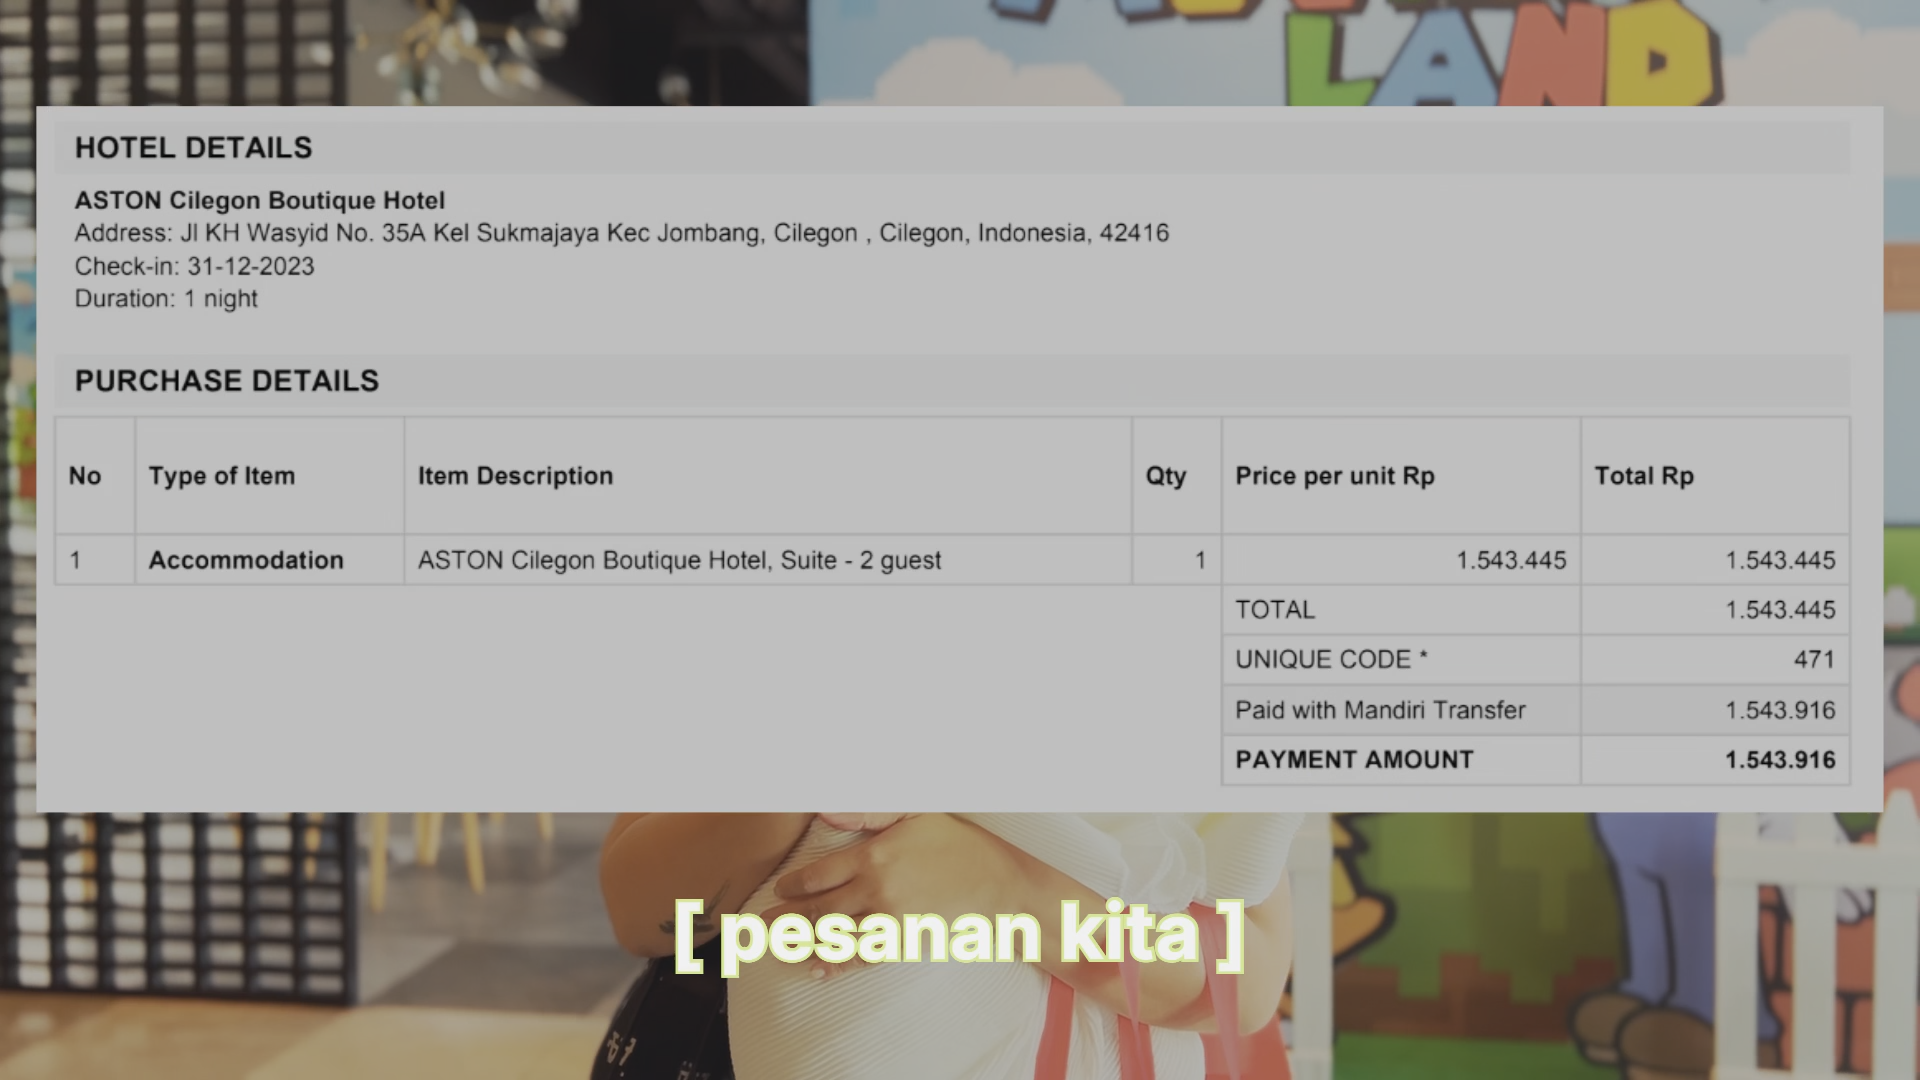 LAND
HOTEL DETAILS
ASTON Cilegon Boutique Hotel
Address: Jl KH Wasyid No. 35A Kel Sukmajaya Kec Jombang, Cilegon , Cilegon, Indonesia, 42416
Check-in: 31-12-2023
Duration: 1 night
PURCHASE DETAILS
No Type of Item Item Description Qty Price per unit Rp Total Rp
1 Accommodation ASTON Cilegon Boutique Hotel, Suite - 2 guest 1 1.543.445 1.543.445
TOTAL 1.543.445
UNIQUE CODE * 471
Paid with Mandiri Transfer 1.543.916
PAYMENT AMOUNT 1.543.916
[ pesanan kita ]